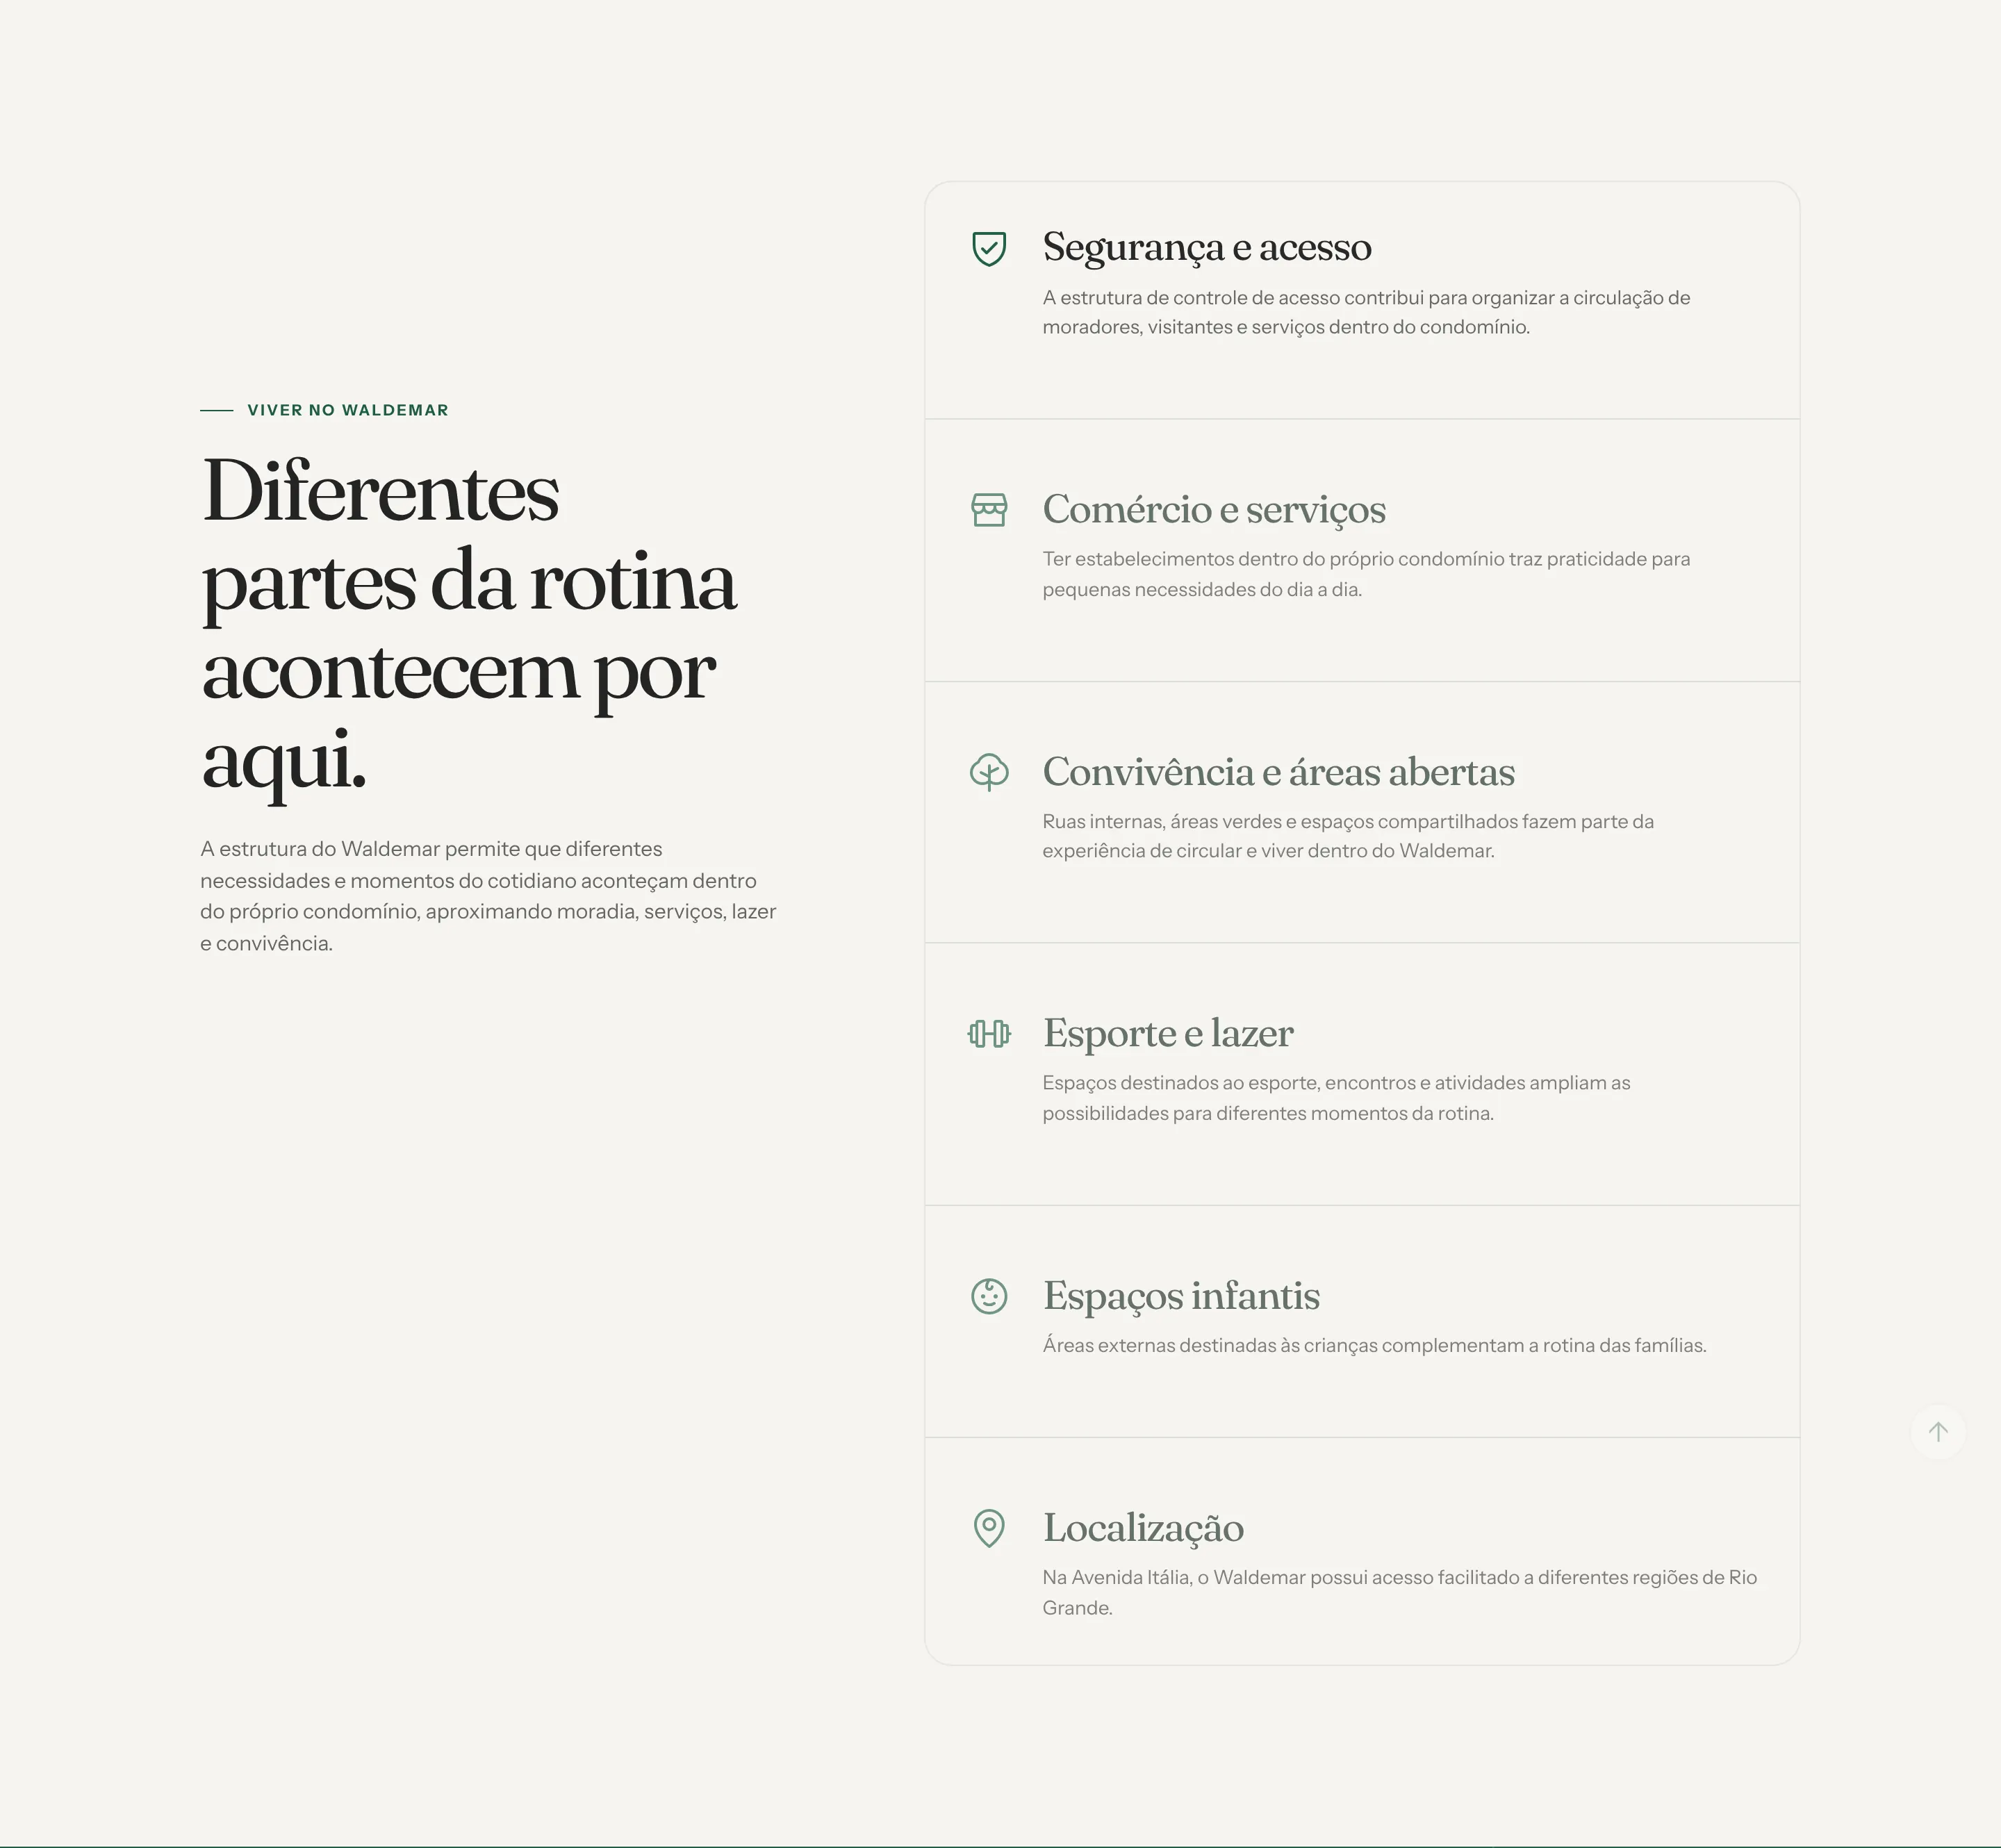 VIVER NO WALDEMAR
Diferentes
partes da rotina
acontecem por
aqui.
A estrutura do Waldemar permite que diferentes
necessidades e momentos do cotidiano aconteçam dentro
do próprio condomínio, aproximando moradia, serviços, lazer
e convivência.
Segurança e acesso
A estrutura de controle de acesso contribui para organizar a circulação de
moradores, visitantes e serviços dentro do condomínio.
Comércio e serviços
Ter estabelecimentos dentro do próprio condomínio traz praticidade para
pequenas necessidades do dia a dia.
Convivência e áreas abertas
Ruas internas, áreas verdes e espaços compartilhados fazem parte da
experiência de circular e viver dentro do Waldemar.
Esporte e lazer
Espaços destinados ao esporte, encontros e atividades ampliam as
possibilidades para diferentes momentos da rotina.
Espaços infantis
Áreas externas destinadas às crianças complementam a rotina das famílias.
Localização
Na Avenida Itália, o Waldemar possui acesso facilitado a diferentes regiões de Rio
Grande.